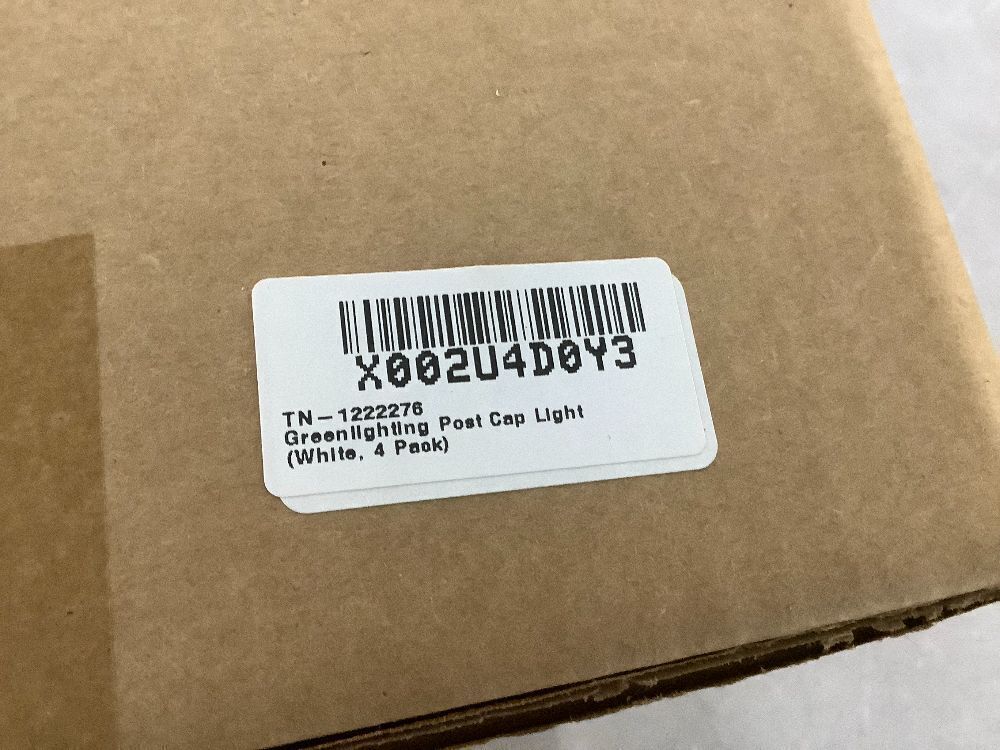 X002U4D0Y3
TN-1222276
Greenlighting Post Cap Light
(White, 4 Pack)